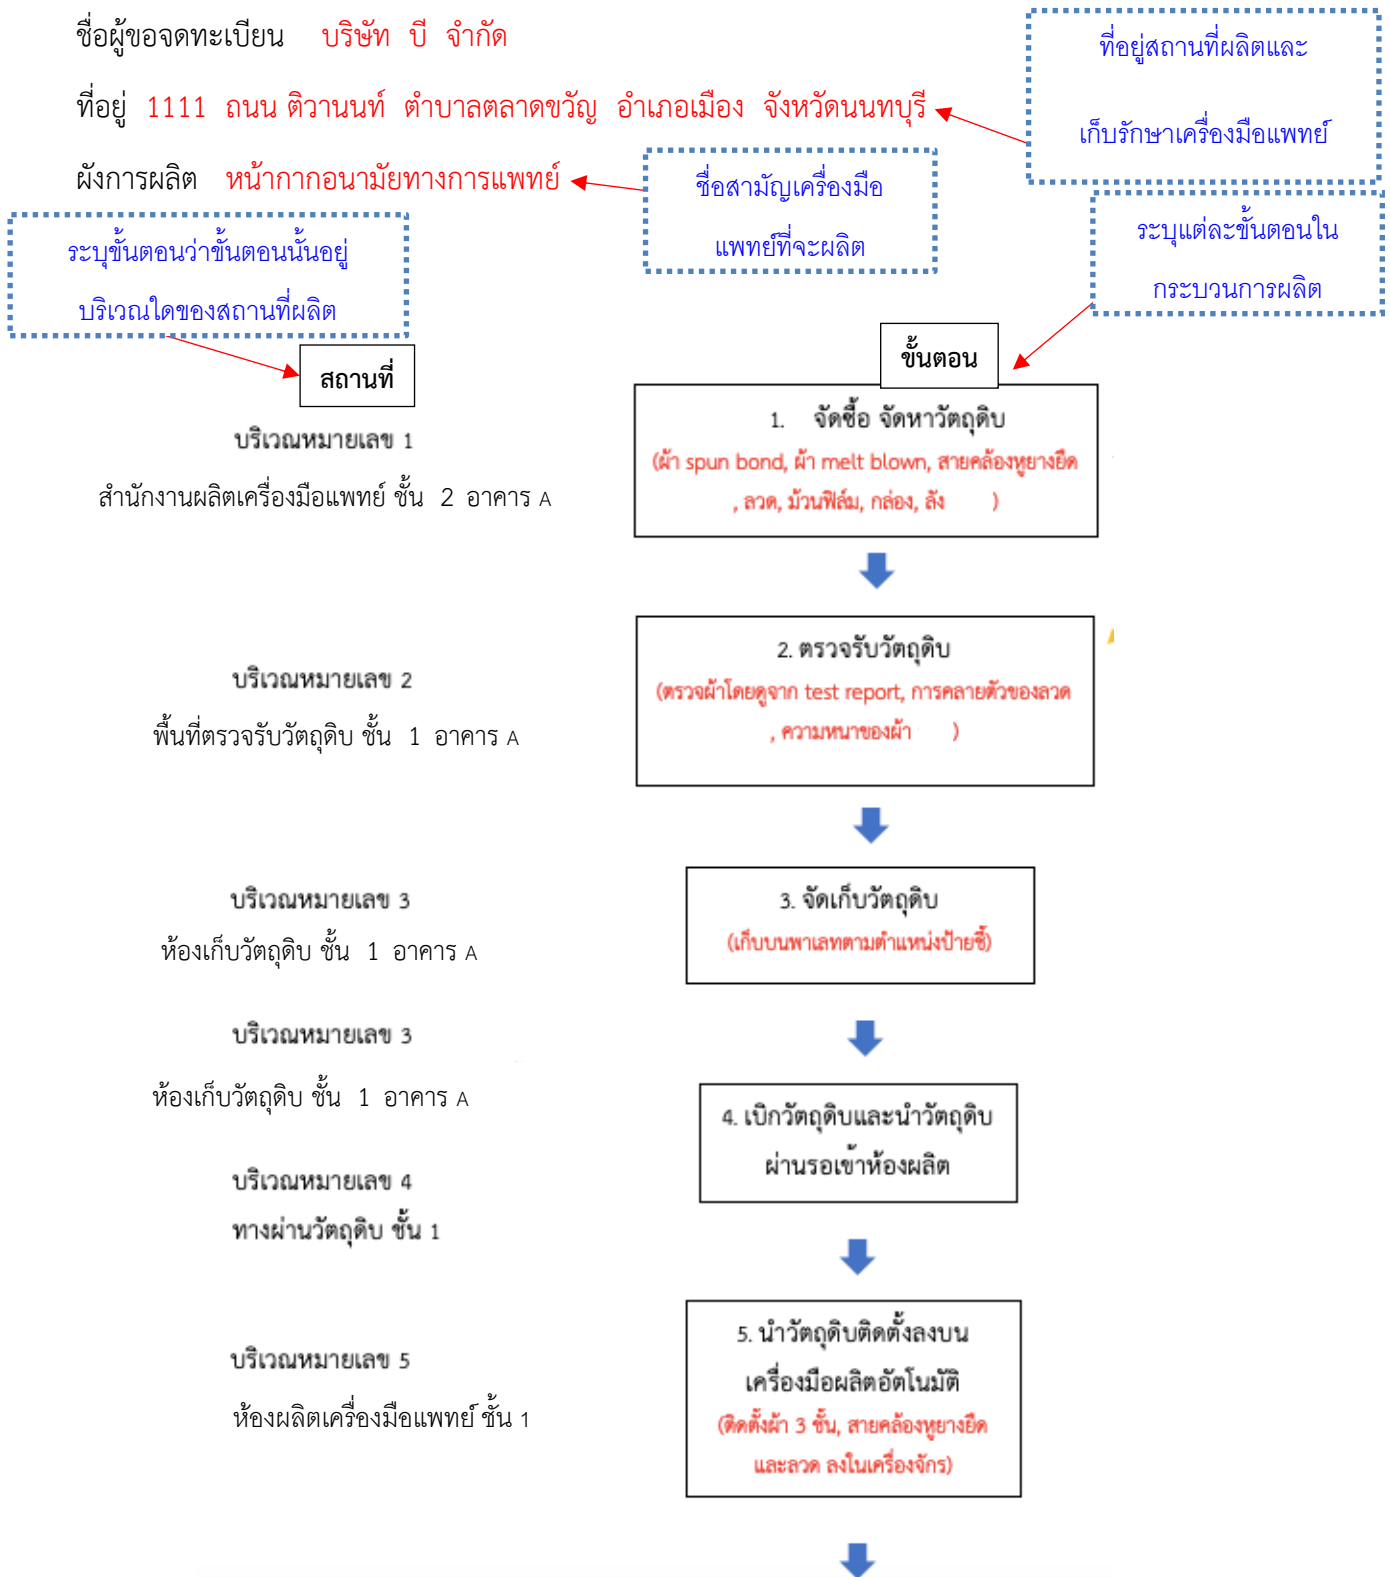 ชื่อผู้ขอจดทะเบียน บริษัท บี จำกัด
ที่อยู่สถานที่ผลิตและ
เก็บรักษาเครื่องมือแพทย์
ที่อยู่ 1111 ถนน ติวานนท์ ตำบาลตลาดขวัญ อำเภอเมือง จังหวัดนนทบุรี
ผังการผลิต หน้ากากอนามัยทางการแพทย์
ชื่อสามัญเครื่องมือ
แพทย์ที่จะผลิต
ระบุแต่ละขั้นตอนใน
กระบวนการผลิต
ระบุขั้นตอนว่าขั้นตอนนั้นอยู่
บริเวณใดของสถานที่ผลิต
สถานที่
ขั้นตอน
บริเวณหมายเลข 1
สำนักงานผลิตเครื่องมือแพทย์ ชั้น 2 อาคาร A
1. จัดซื้อ จัดหาวัตถุดิบ
(ผ้า spun bond, ผ้า melt blown, สายคล้องหูยางยืด
, ลวด, ม้วนฟิล์ม, กล่อง, ลัง )
บริเวณหมายเลข 2
พื้นที่ตรวจรับวัตถุดิบ ชั้น 1 อาคาร A
2. ตรวจรับวัตถุดิบ
(ตรวจผ้าโดยดูจาก test report, การคลายตัวของลวด
, ความหนาของผ้า )
บริเวณหมายเลข 3
ห้องเก็บวัตถุดิบ ชั้น 1 อาคาร A
3. จัดเก็บวัตถุดิบ
(เก็บบนพาเลทตามตำแหน่งป้ายชี้)
บริเวณหมายเลข 3
ห้องเก็บวัตถุดิบ ชั้น 1 อาคาร A
บริเวณหมายเลข 4
ทางผ่านวัตถุดิบ ชั้น 1
4. เบิกวัตถุดิบและนำวัตถุดิบ
ผ่านรอเข้าห้องผลิต
บริเวณหมายเลข 5
ห้องผลิตเครื่องมือแพทย์ ชั้น 1
5. นำวัตถุดิบติดตั้งลงบน
เครื่องมือผลิตอัตโนมัติ
(ติดตั้งผ้า 3 ชั้น, สายคล้องหูยางยืด
และลวด ลงในเครื่องจักร)